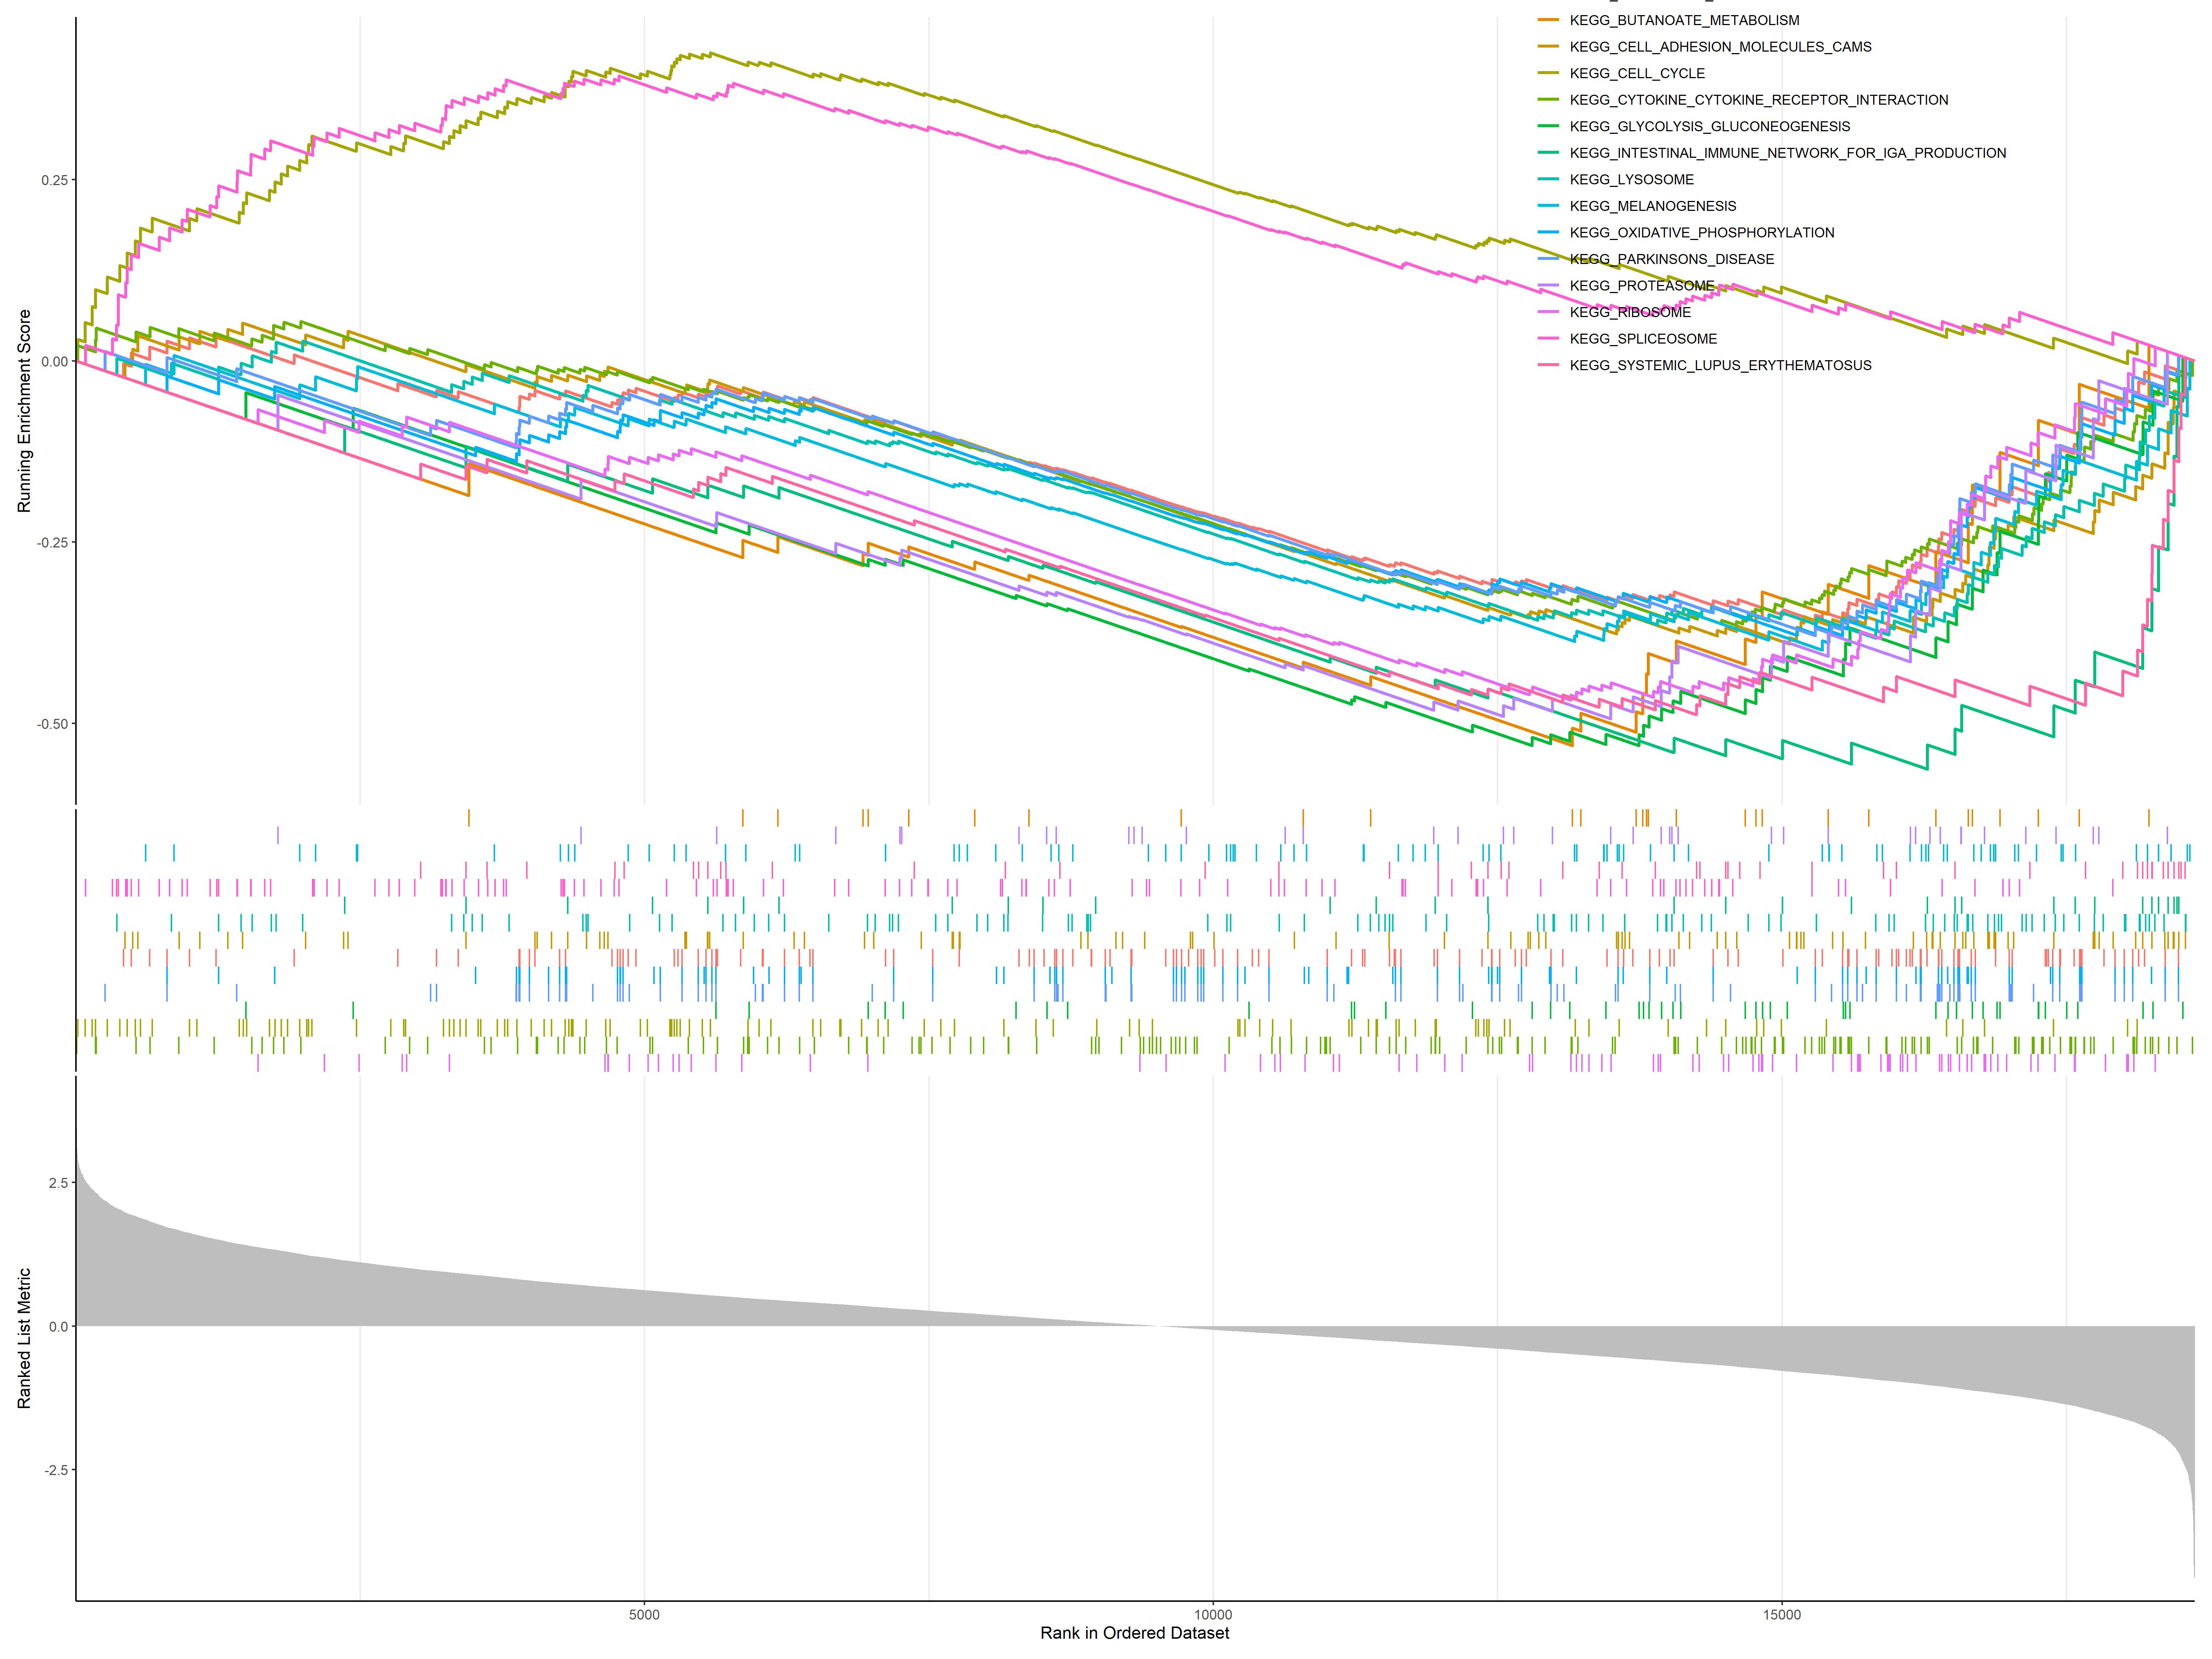 KEGG_BUTANOATE_METABOLISM
KEGG_CELL_ADHESION_MOLECULES_CAMS
KEGG_CELL_CYCLE
KEGG_CYTOKINE_CYTOKINE_RECEPTOR_INTERACTION
KEGG_GLYCOLYSIS_GLUCONEOGENESIS
KEGG_INTESTINAL_IMMUNE_NETWORK_FOR_IGA_PRODUCTION
KEGG_LYSOSOME
KEGG_MELANOGENESIS
KEGG_OXIDATIVE_PHOSPHORYLATION
KEGG_PARKINSONS_DISEASE
KEGG_PROTEASOME
KEGG_RIBOSOME
KEGG_SPLICEOSOME
KEGG_SYSTEMIC_LUPUS_ERYTHEMATOSUS
Running Enrichment Score
0.25
0.00
-0.25
-0.50
Ranked List Metric
2.5
0.0
-2.5
5000
10000
15000
Rank in Ordered Dataset